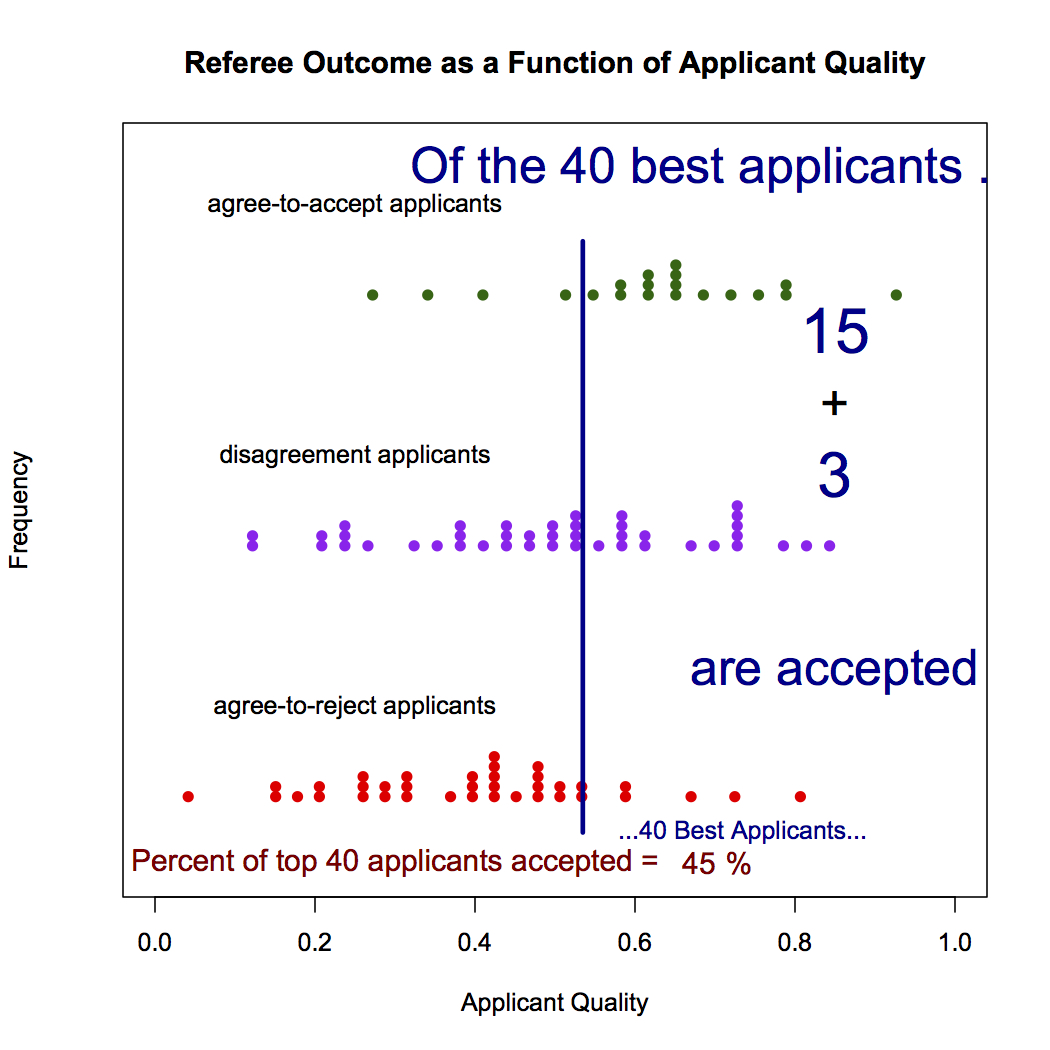 Referee Outcome as a Function of Applicant Quality
Of the 40 best applicants .
agree-to-accept applicants
15
+
3
disagreement applicants
Frequency
are accepted
agree-to-reject applicants
...40 Best Applicants...
Percent of top 40 applicants accepted = 45 %
0.0 0.2 0.4 0.6 0.8 1.0
Applicant Quality